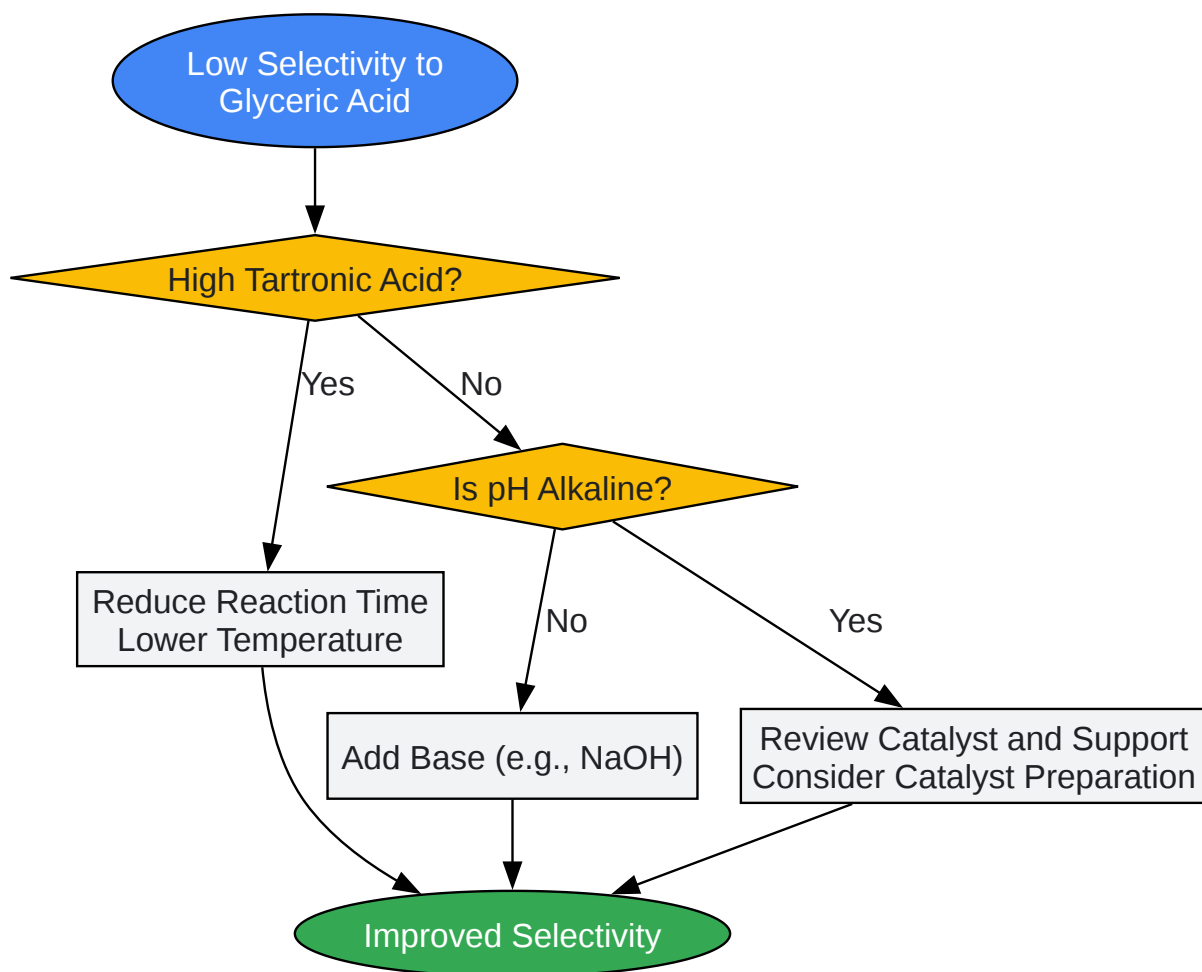 Low Selectivity to
Glyceric Acid
High Tartronic Acid?
Yes
No
Is pH Alkaline?
Reduce Reaction Time
Lower Temperature
No
Yes
Add Base (e.g., NaOH)
Review Catalyst and Support
Consider Catalyst Preparation
Improved Selectivity